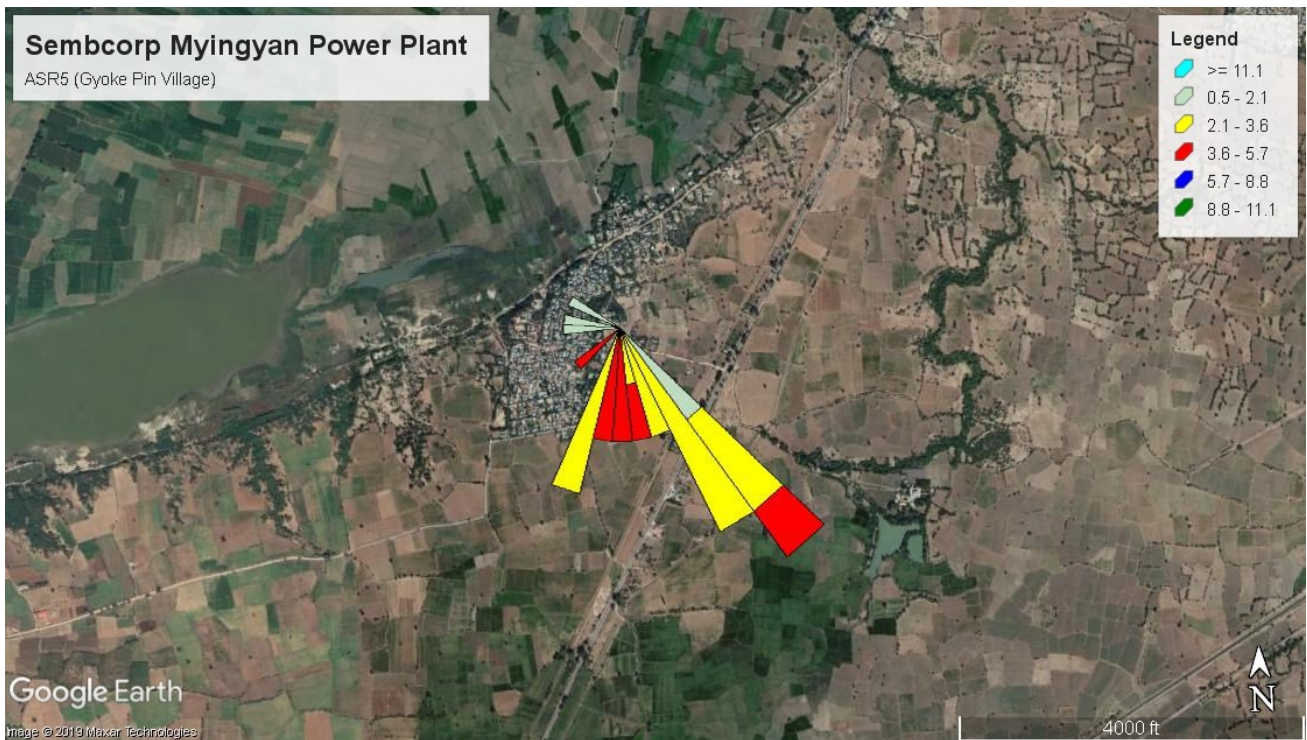 Sembcorp Myingyan Power Plant
ASR5 (Gyoke Pin Village)
Legend
>= 11.1
0.5 - 2.1
2.1 - 3.6
3.6 - 5.7
5.7 - 8.8
8.8 - 11.1
N
Google Earth
Image © 2019 Maxar Technologies
4000 ft